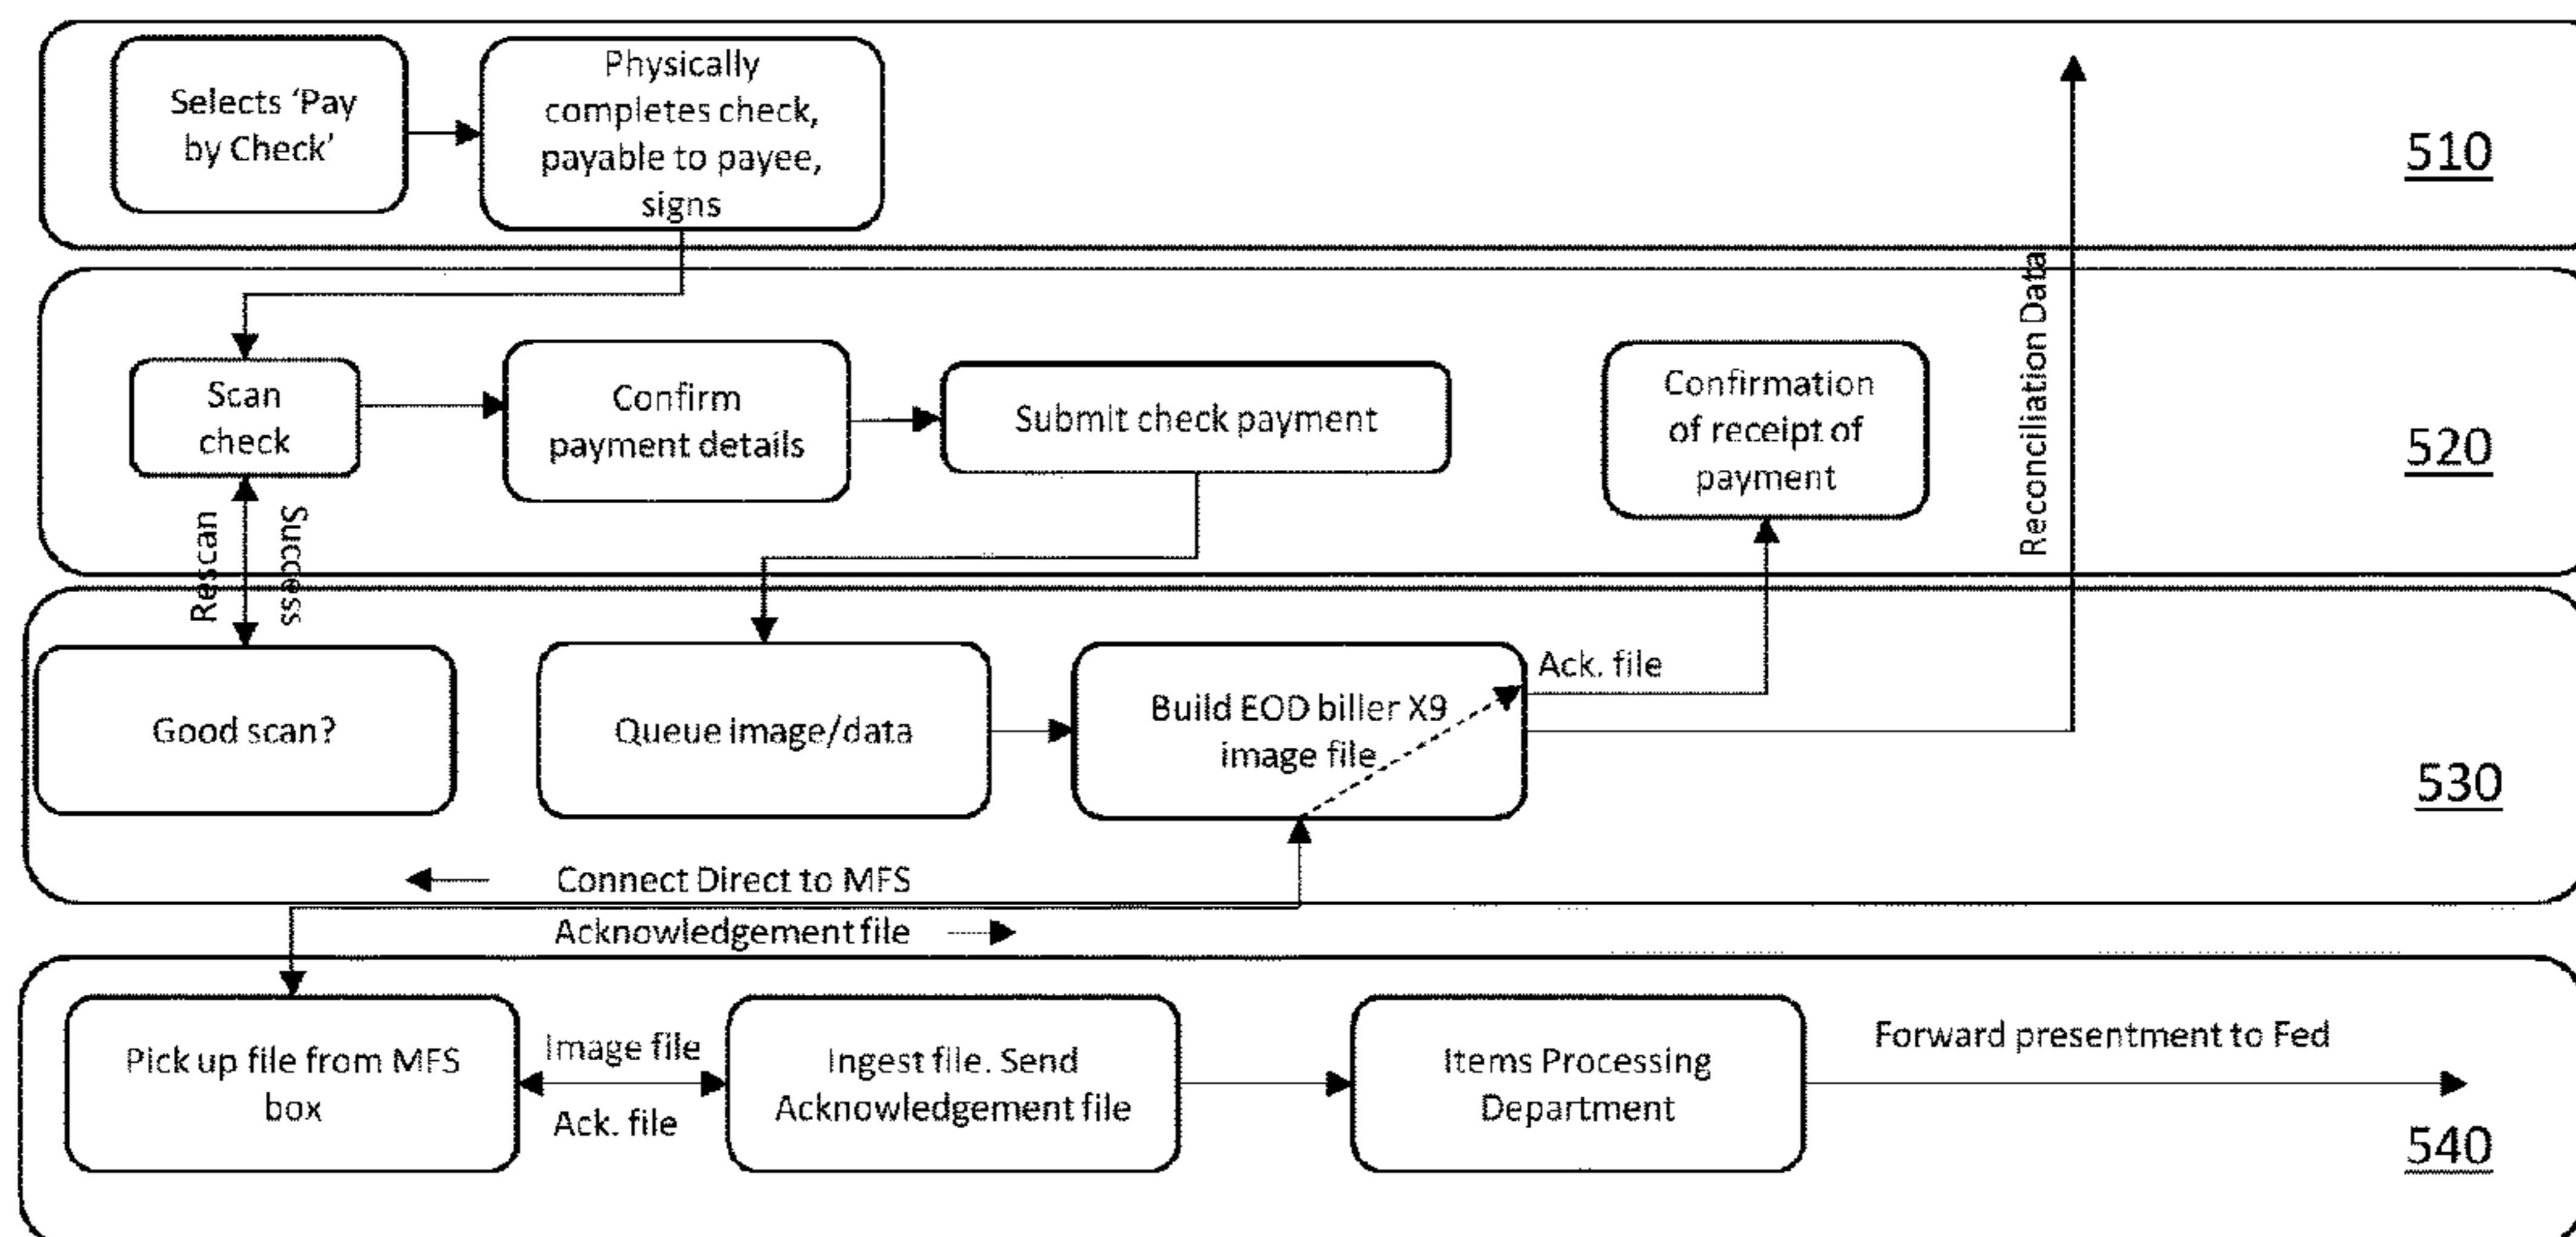 Selects ‘Pay
by Check’
Physically
completes check,
payable to payee,
signs
510
Scan
check
Confirm
payment details
Submit check payment
Confirmation
of receipt of
payment
Reconciliation Data
520
Rescan
Success
Good scan?
Queue image/data
Build EOD biller X9
image file
Ack. file
530
Connect Direct to MFS
Acknowledgement file
Pick up file from MFS
box
Image file
Ack. file
Ingest file. Send
Acknowledgement file
Items Processing
Department
Forward presentment to Fed
540